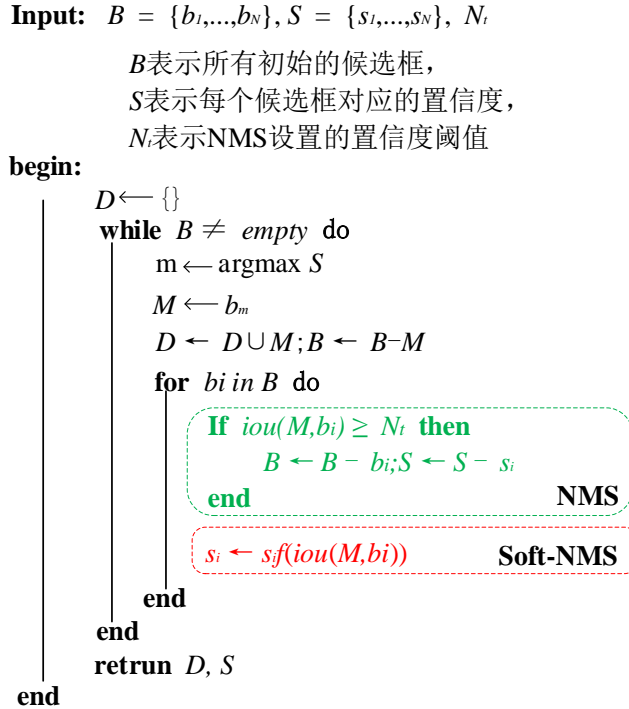 Input: B = {b₁,...,b_N}, S = {s₁,...,s_N}, Nₜ
B表示所有初始的候选框，
S表示每个候选框对应的置信度，
Nₜ表示NMS设置的置信度阈值
begin:
D ← {}
while B ≠ empty do
m ← argmax S
M ← bₘ
D ← D∪M;B ← B−M
for bi in B do
If iou(M,bᵢ) ≥ Nₜ then
B ← B − bᵢ;S ← S − sᵢ
end NMS
sᵢ ← sᵢf(iou(M,bi)) Soft-NMS
end
end
retrun D, S
end